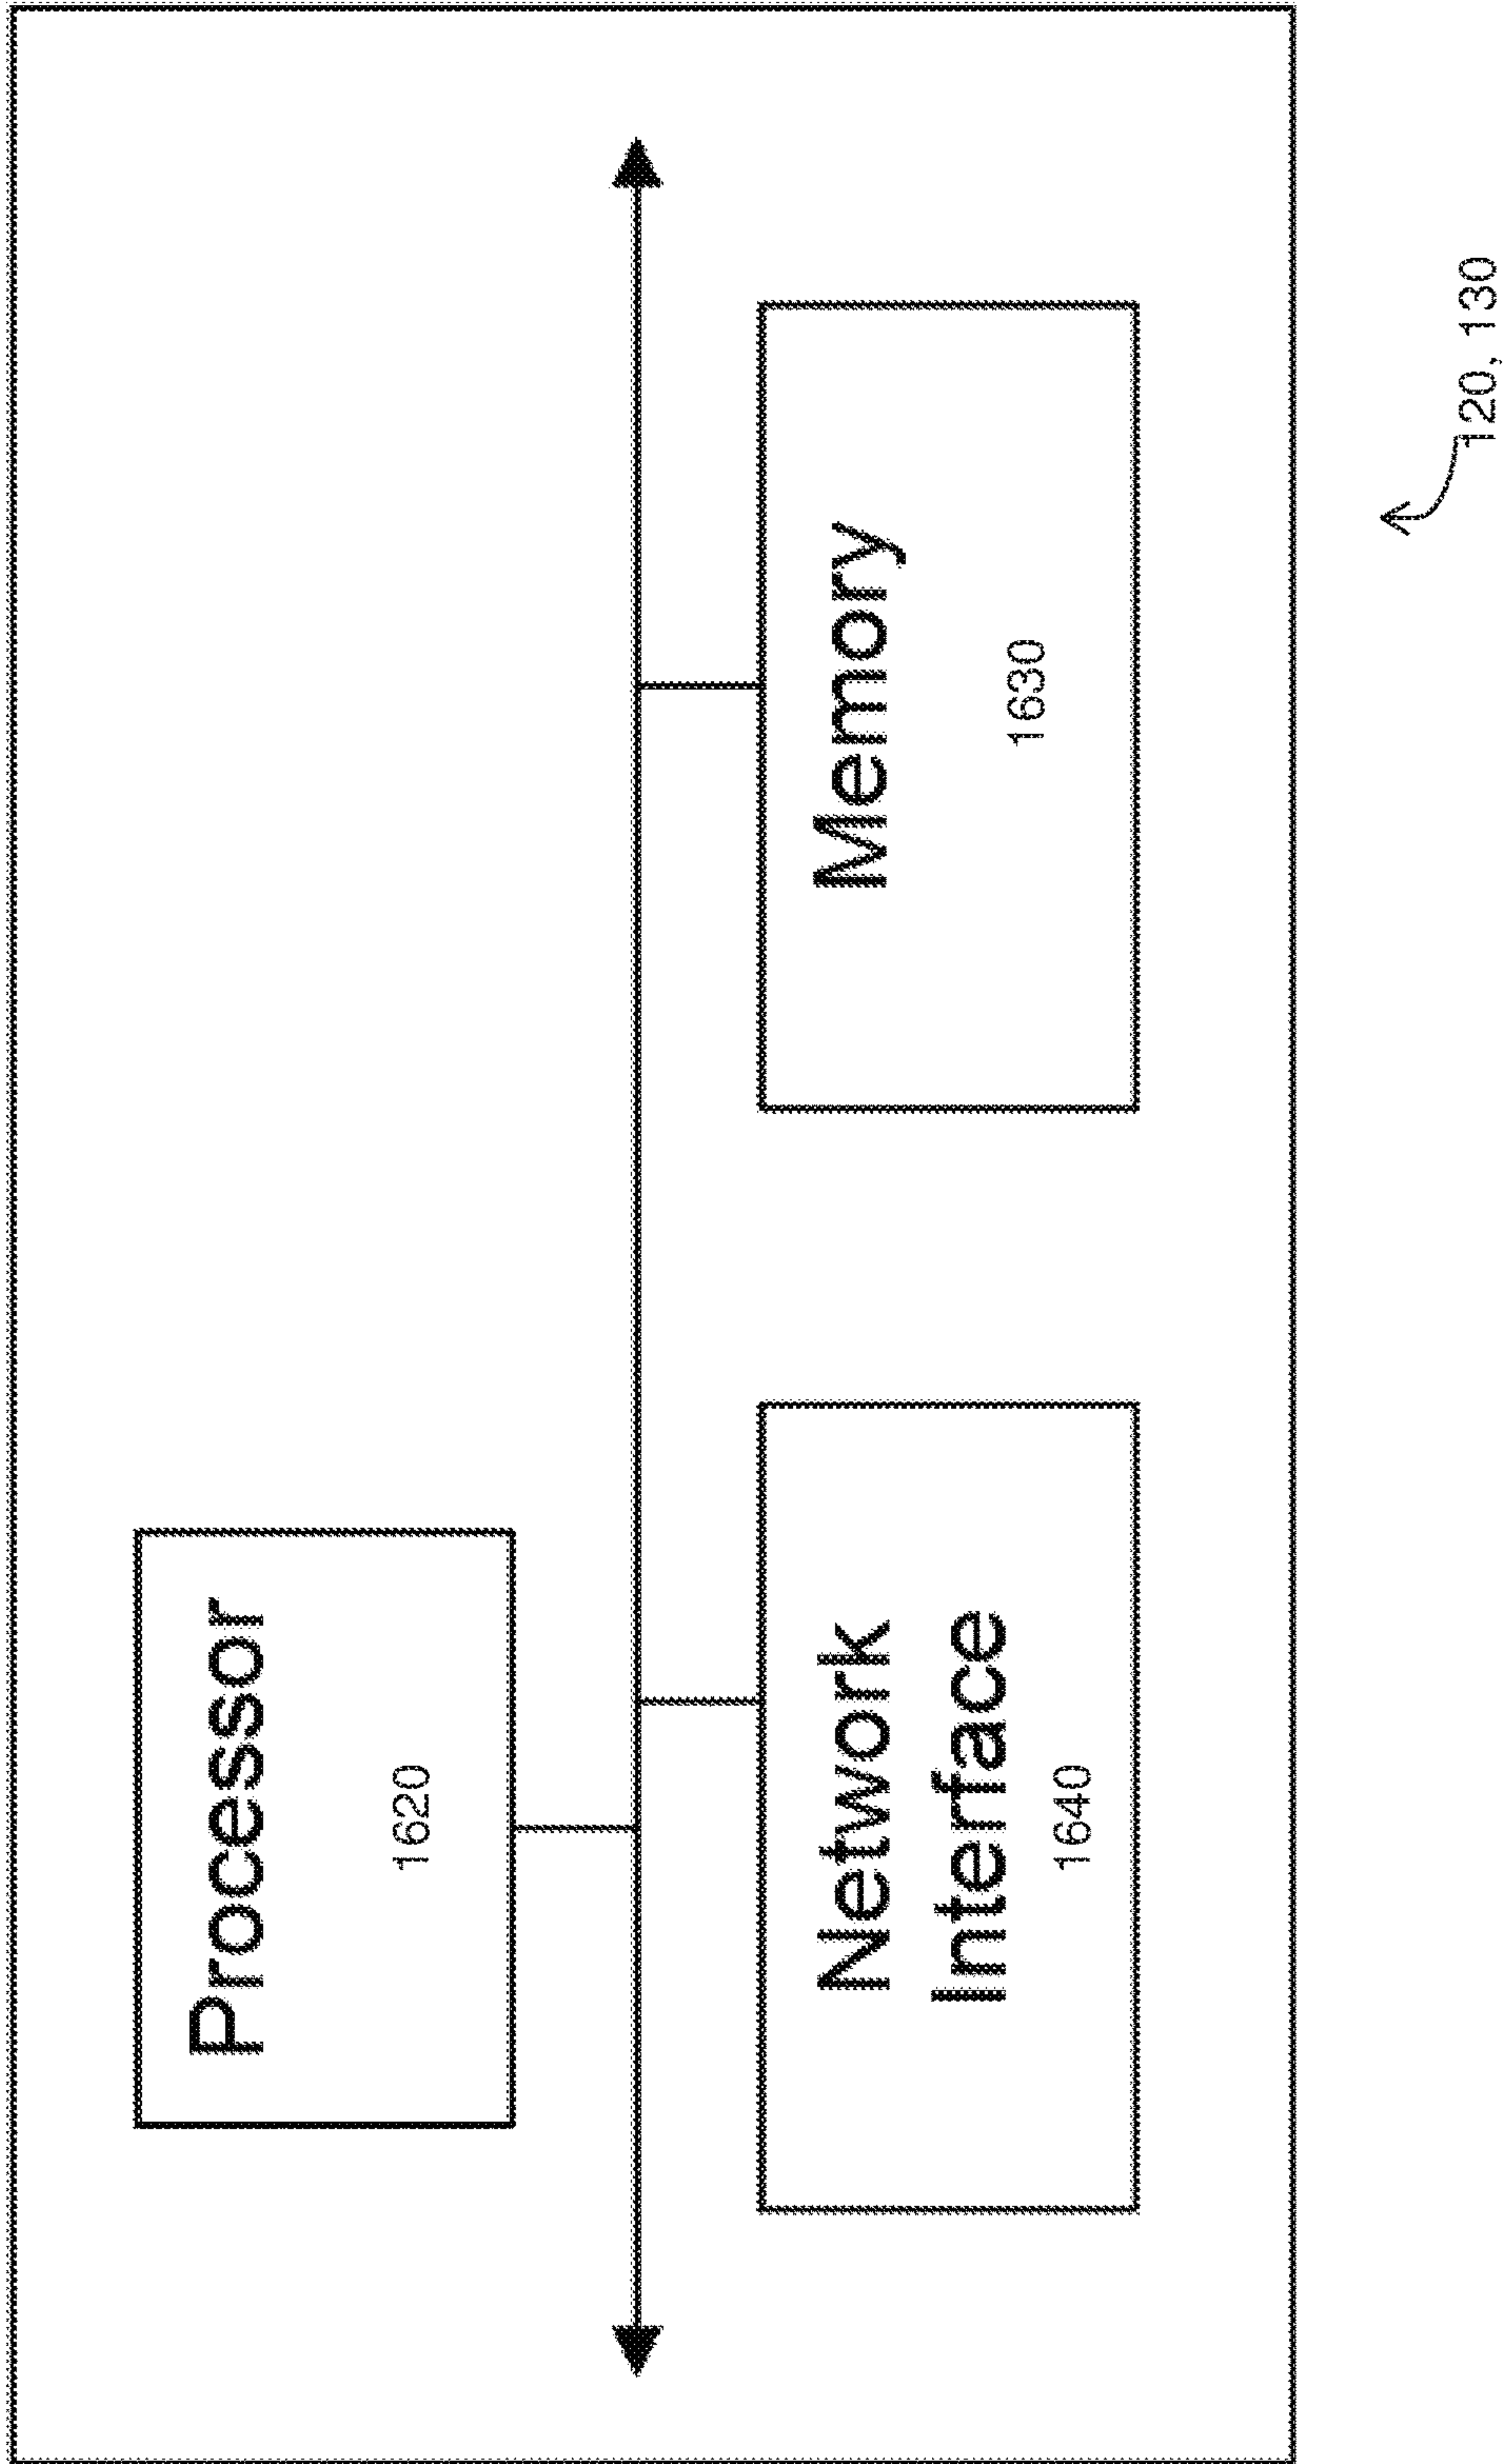 Processor
1620
Network
Interface
1640
Memory
1630
120, 130